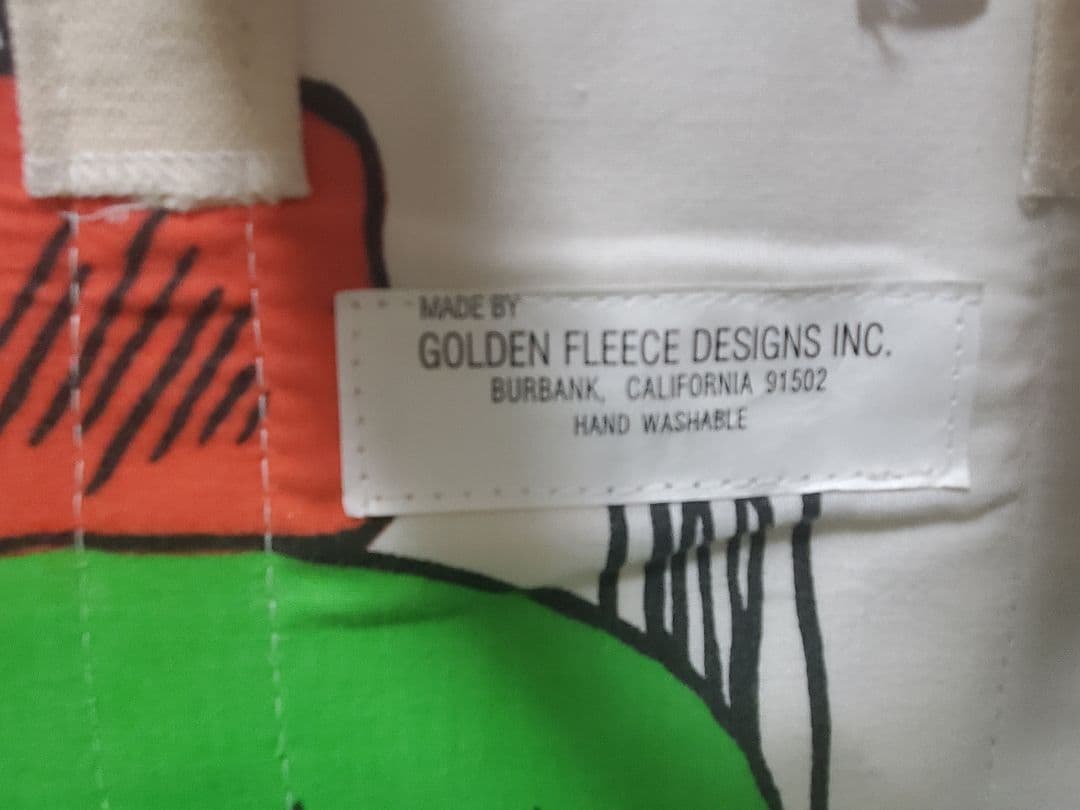 MADE BY
GOLDEN FLEECE DESIGNS INC.
BURBANK, CALIFORNIA 91502
HAND WASHABLE